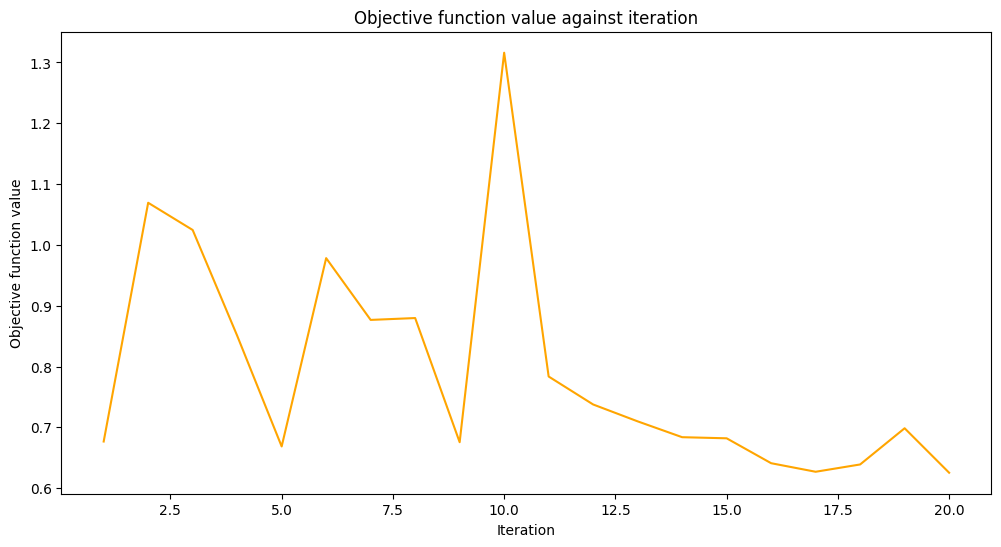 Objective function value against iteration
1.3
1.2
1.1
1.0
0.9
0.8
0.7
0.6
Objective function value
2.5 5.0 7.5 10.0 12.5 15.0 17.5 20.0
Iteration